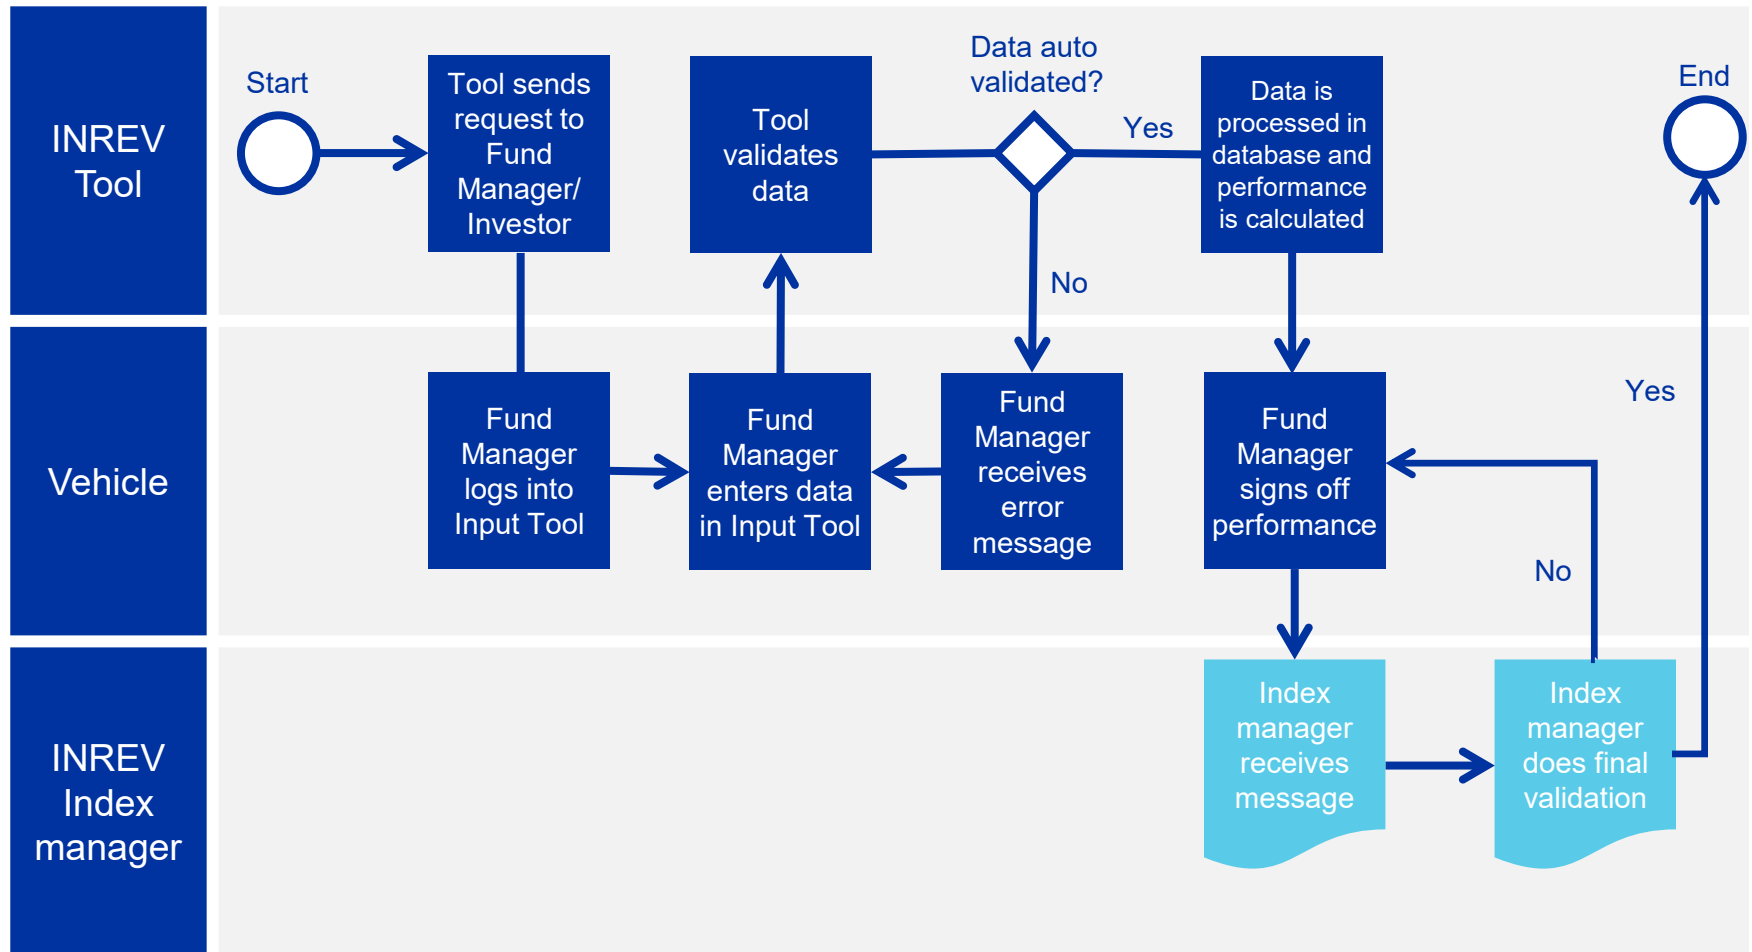 INREV
Tool
Start
Tool sends
request to
Fund
Manager/
Investor
Tool
validates
data
Data auto
validated?
Yes
No
Data is
processed in
database and
performance
is calculated
End
Vehicle
Fund
Manager
logs into
Input Tool
Fund
Manager
enters data
in Input Tool
Fund
Manager
receives
error
message
Fund
Manager
signs off
performance
No
Yes
INREV
Index
manager
Index
manager
receives
message
Index
manager
does final
validation